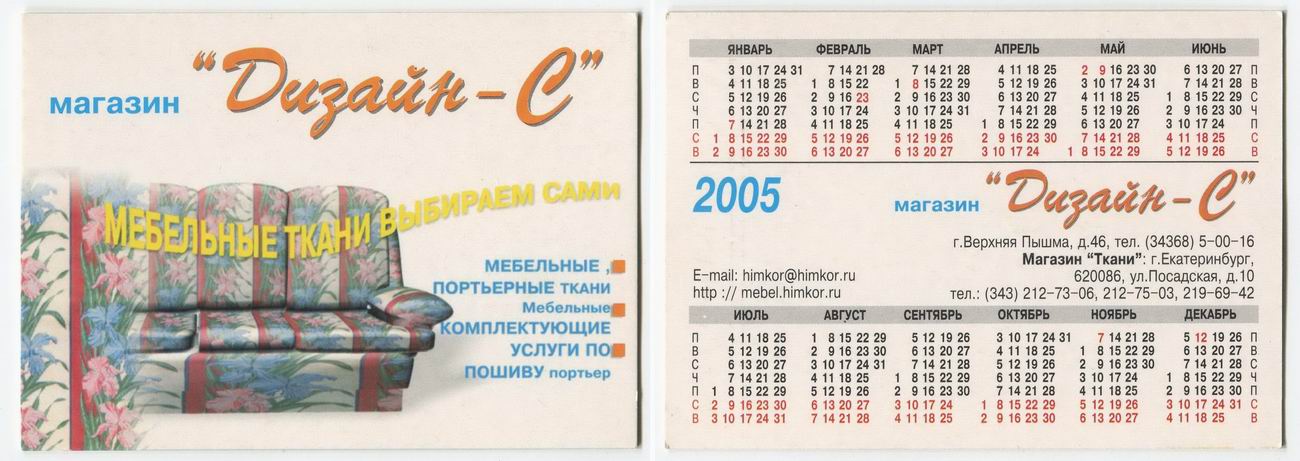 магазин "Дизайн-С"
МЕБЕЛЬНЫЕ ТКАНИ ВЫБИРАЕМ САМИ
МЕБЕЛЬНЫЕ ,
ПОРТЬЕРНЫЕ ТКАНИ
Мебельные
КОМПЛЕКТУЮЩИЕ
УСЛУГИ ПО
ПОШИВУ портьер
ЯНВАРЬ ФЕВРАЛЬ МАРТ АПРЕЛЬ МАЙ ИЮНЬ
П 3 10 17 24 31 7 14 21 28 7 14 21 28 4 11 18 25 2 9 16 23 30 6 13 20 27 П
В 4 11 18 25 1 8 15 22 1 8 15 22 29 5 12 19 26 3 10 17 24 31 7 14 21 28 В
С 5 12 19 26 2 9 16 23 2 9 16 23 30 6 13 20 27 4 11 18 25 1 8 15 22 29 С
Ч 6 13 20 27 3 10 17 24 3 10 17 24 31 7 14 21 28 5 12 19 26 2 9 16 23 30 Ч
П 7 14 21 28 4 11 18 25 4 11 18 25 1 8 15 22 29 6 13 20 27 3 10 17 24 П
С 1 8 15 22 29 5 12 19 26 5 12 19 26 2 9 16 23 30 7 14 21 28 4 11 18 25 С
В 2 9 16 23 30 6 13 20 27 6 13 20 27 3 10 17 24 1 8 15 22 29 5 12 19 26 В
2005 магазин "Дизайн-С"
г.Верхняя Пышма, д.46, тел. (34368) 5-00-16
Магазин "Ткани": г.Екатеринбург,
E-mail: himkor@himkor.ru 620086, ул.Посадская, д.10
http :// mebel.himkor.ru тел.: (343) 212-73-06, 212-75-03, 219-69-42
ИЮЛЬ АВГУСТ СЕНТЯБРЬ ОКТЯБРЬ НОЯБРЬ ДЕКАБРЬ
П 4 11 18 25 1 8 15 22 29 5 12 19 26 3 10 17 24 31 7 14 21 28 5 12 19 26 П
В 5 12 19 26 2 9 16 23 30 6 13 20 27 4 11 18 25 1 8 15 22 29 6 13 20 27 В
С 6 13 20 27 3 10 17 24 31 7 14 21 28 5 12 19 26 2 9 16 23 30 7 14 21 28 С
Ч 7 14 21 28 4 11 18 25 1 8 15 22 29 6 13 20 27 3 10 17 24 1 8 15 22 29 Ч
П 1 8 15 22 29 5 12 19 26 2 9 16 23 30 7 14 21 28 4 11 18 25 2 9 16 23 30 П
С 2 9 16 23 30 6 13 20 27 3 10 17 24 1 8 15 22 29 5 12 19 26 3 10 17 24 31 С
В 3 10 17 24 31 7 14 21 28 4 11 18 25 2 9 16 23 30 6 13 20 27 4 11 18 25 В